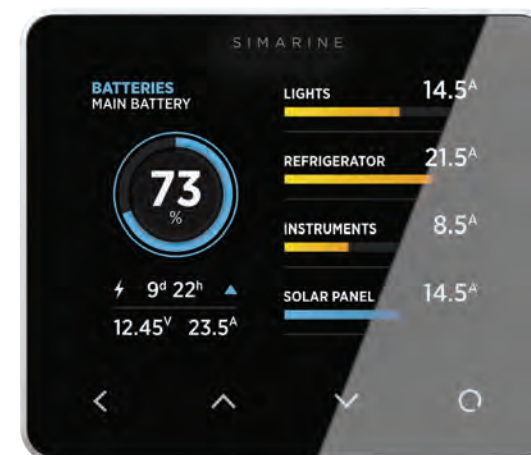 SIMARINE
BATTERIES
MAIN BATTERY
73
%
9d 22h
12.45V 23.5A
LIGHTS 14.5A
REFRIGERATOR 21.5A
INSTRUMENTS 8.5A
SOLAR PANEL 14.5A